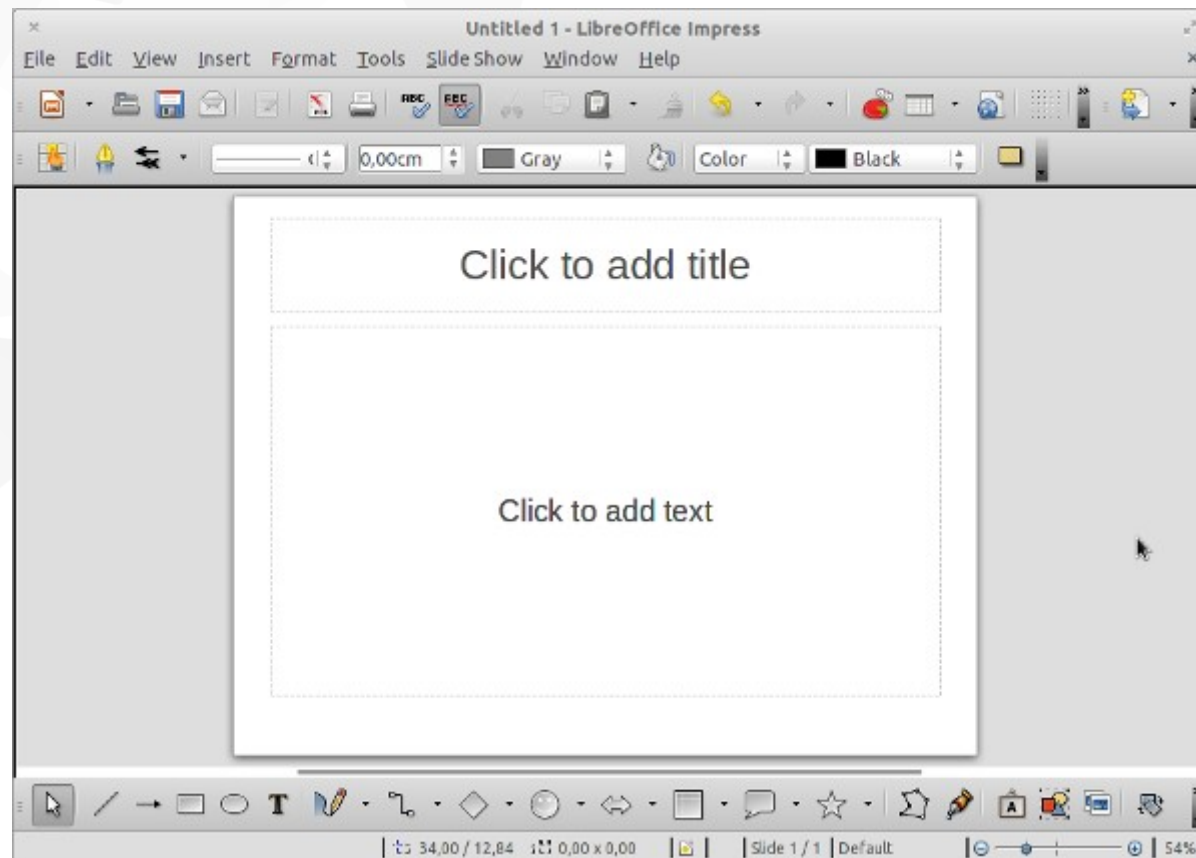 Untitled 1 - LibreOffice Impress
File Edit View Insert Format Tools Slide Show Window Help
ABC ABC
0,00cm Gray Color Black
Click to add title
Click to add text
T A
34,00 / 12,84 0,00 x 0,00 Slide 1 / 1 Default 54%